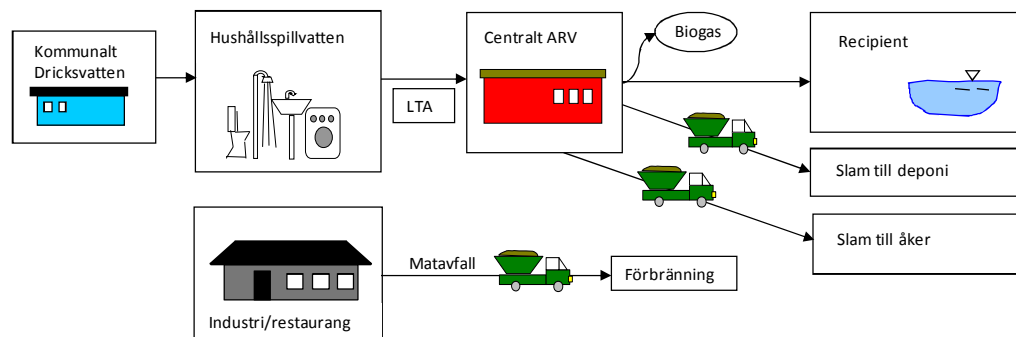 Kommunalt
Dricksvatten
Hushållsspillvatten
LTA
Centralt ARV
Biogas
Recipient
Slam till deponi
Slam till åker
Industri/restaurang
Matavfall
Förbränning